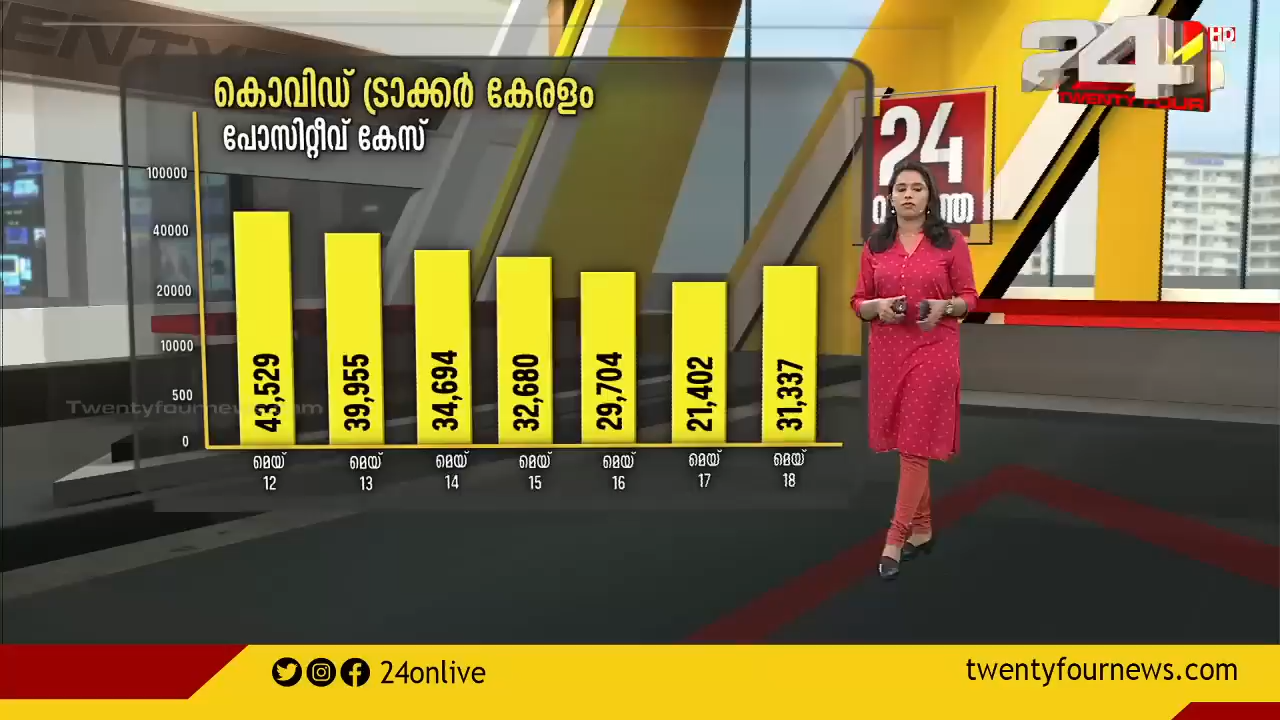 24
HD
TWENTY FOUR
കൊവിഡ് ട്രാക്കർ കേരളം
പോസിറ്റീവ് കേസ്
100000
40000
20000
10000
500
0
43,529
39,955
34,694
32,680
29,704
21,402
31,337
മെയ് 12
മെയ് 13
മെയ് 14
മെയ് 15
മെയ് 16
മെയ് 17
മെയ് 18
24
24onlive
twentyfournews.com